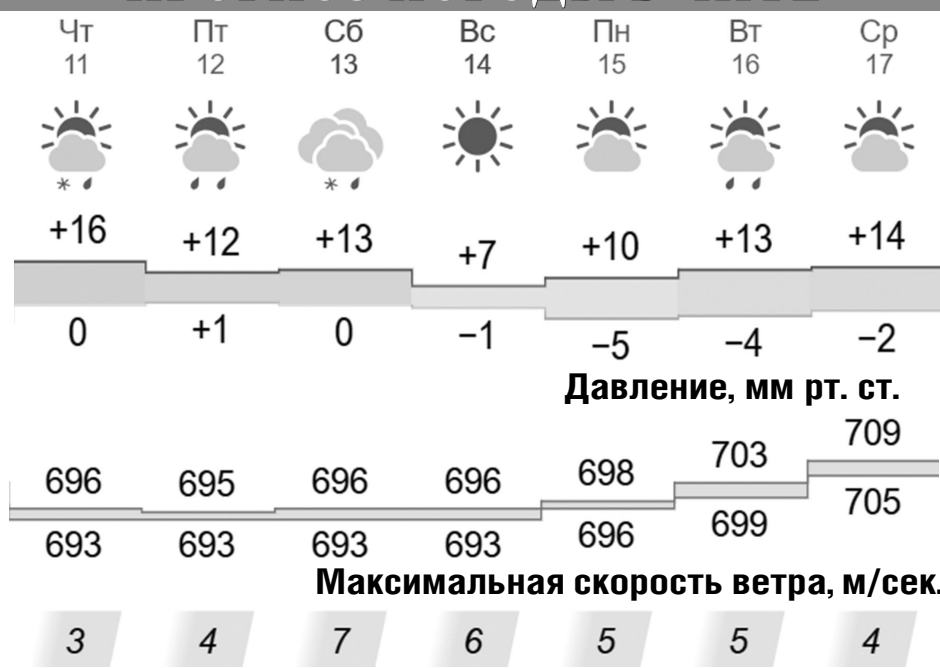 Чт Пт Сб Вс Пн Вт Ср
11 12 13 14 15 16 17
+16 +12 +13 +7 +10 +13 +14
0 +1 0 −1 −5 −4 −2
Давление, мм рт. ст.
696 695 696 696 698 703 709
693 693 693 693 696 699 705
Максимальная скорость ветра, м/сек.
3 4 7 6 5 5 4